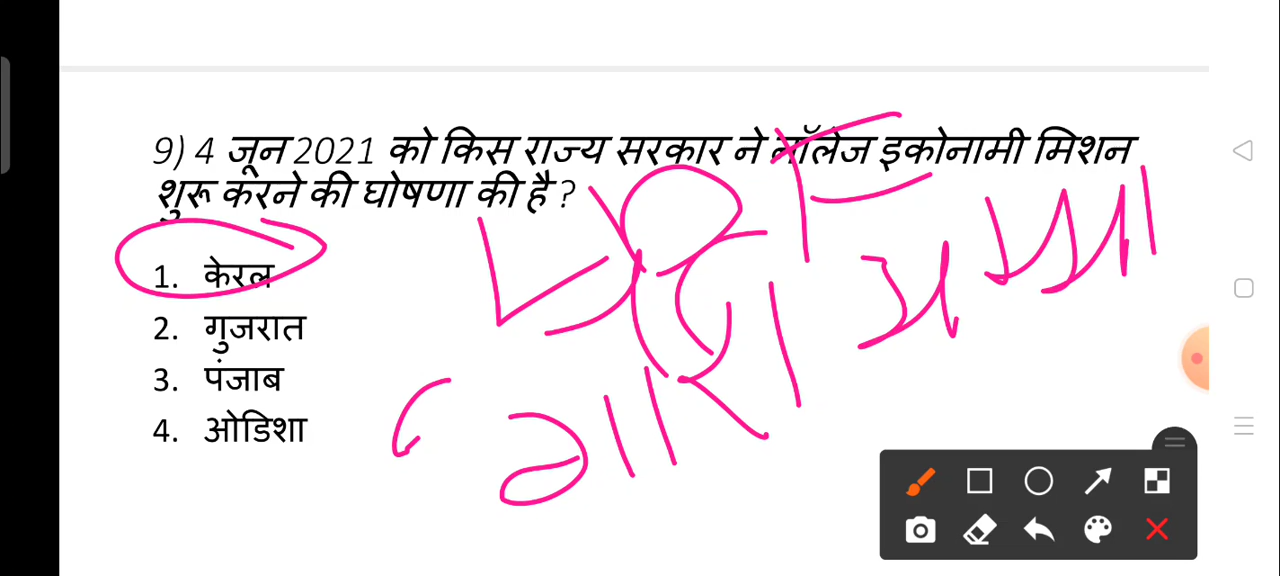 9) 4 जून 2021 को किस राज्य सरकार ने नॉलेज इकोनामी मिशन
शुरू करने की घोषणा की है ?
1. केरल
2. गुजरात
3. पंजाब
4. ओडिशा